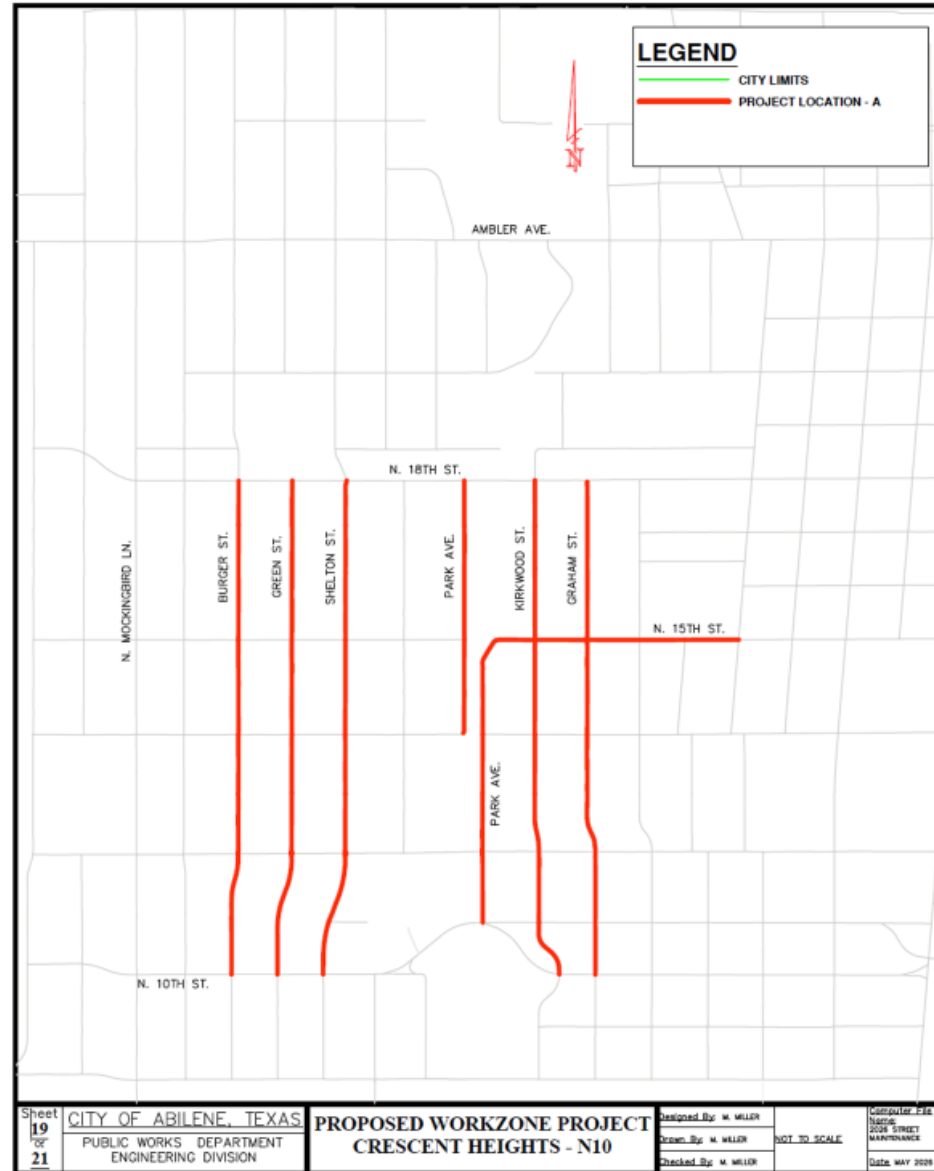 LEGEND
CITY LIMITS
PROJECT LOCATION - A
N
AMBLER AVE.
N. 18TH ST.
N. MOCKINGBIRD LN.
BURGER ST.
GREEN ST.
SHELTON ST.
PARK AVE.
KIRKWOOD ST.
GRAHAM ST.
N. 15TH ST.
PARK AVE.
N. 10TH ST.
Sheet
19
OF
21
CITY OF ABILENE, TEXAS
PUBLIC WORKS DEPARTMENT
ENGINEERING DIVISION
PROPOSED WORKZONE PROJECT
CRESCENT HEIGHTS - N10
Designed By: M. MILLER
Drown By: M. MILLER
Checked By: M. MILLER
NOT TO SCALE
Computer File
Name:
2026 STREET
MAINTENANCE
Date MAY 2026